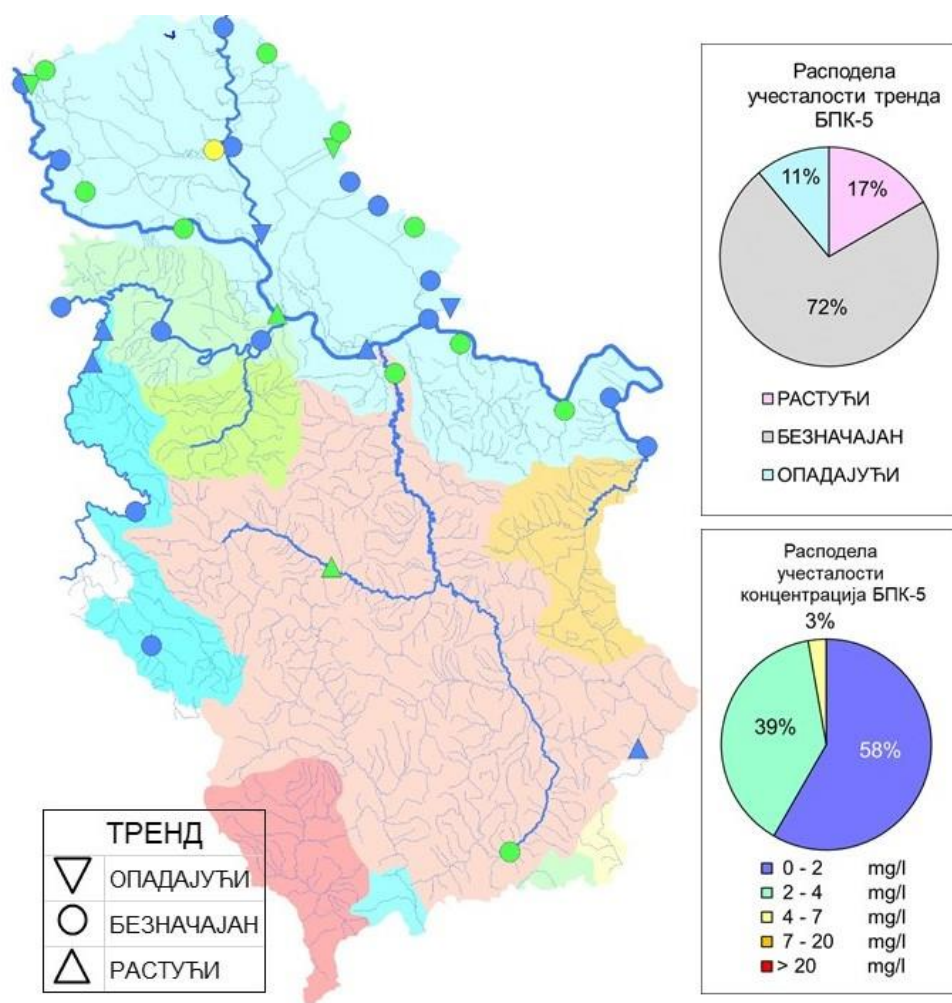 Расподела
учесталости тренда
БПК-5
11%
17%
72%
РАСТУЋИ
БЕЗНАЧАЈАН
ОПАДАЈУЋИ
Расподела
учесталости
концентрација БПК-5
3%
39%
58%
0 - 2 mg/l
2 - 4 mg/l
4 - 7 mg/l
7 - 20 mg/l
> 20 mg/l
ТРЕНД
ОПАДАЈУЋИ
БЕЗНАЧАЈАН
РАСТУЋИ